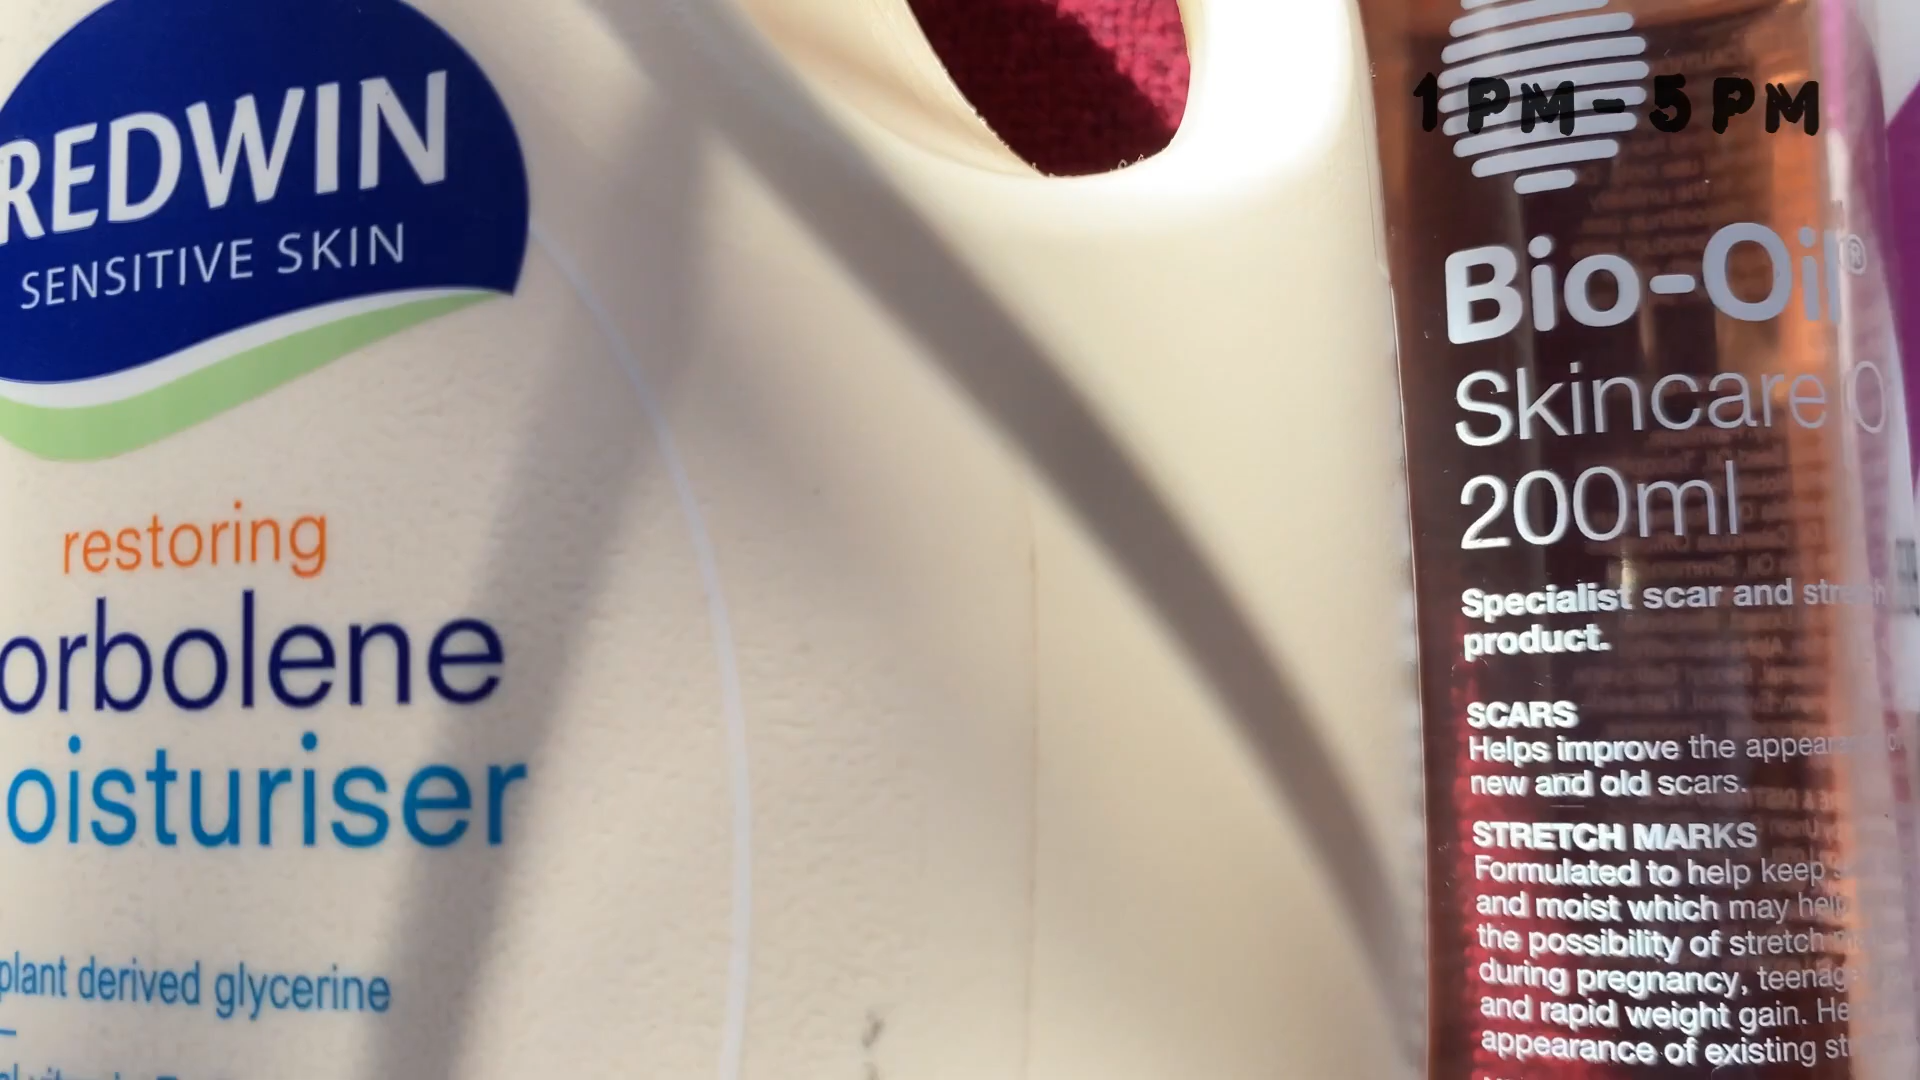 REDWIN
SENSITIVE SKIN
restoring
orbolene
oisturiser
plant derived glycerine
1 PM - 5 PM
Bio-Oil®
Skincare O
200ml
Specialist scar and stretch
product.
SCARS
Helps improve the appear
new and old scars.
STRETCH MARKS
Formulated to help keep
and moist which may help
the possibility of stretch
during pregnancy, teenag
and rapid weight gain. He
appearance of existing st